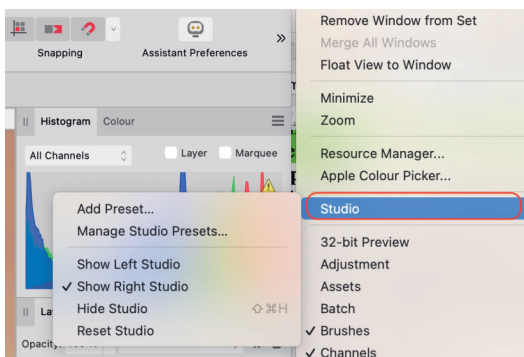 Snapping
Assistant Preferences
»
Histogram
Colour
All Channels
Layer
Marquee
Add Preset...
Manage Studio Presets...
Show Left Studio
✓ Show Right Studio
Hide Studio ⇧⌘H
Reset Studio
La
Opacity:
Remove Window from Set
Merge All Windows
Float View to Window
Minimize
Zoom
Resource Manager...
Apple Colour Picker...
Studio
32-bit Preview
Adjustment
Assets
Batch
✓ Brushes
✓ Channels